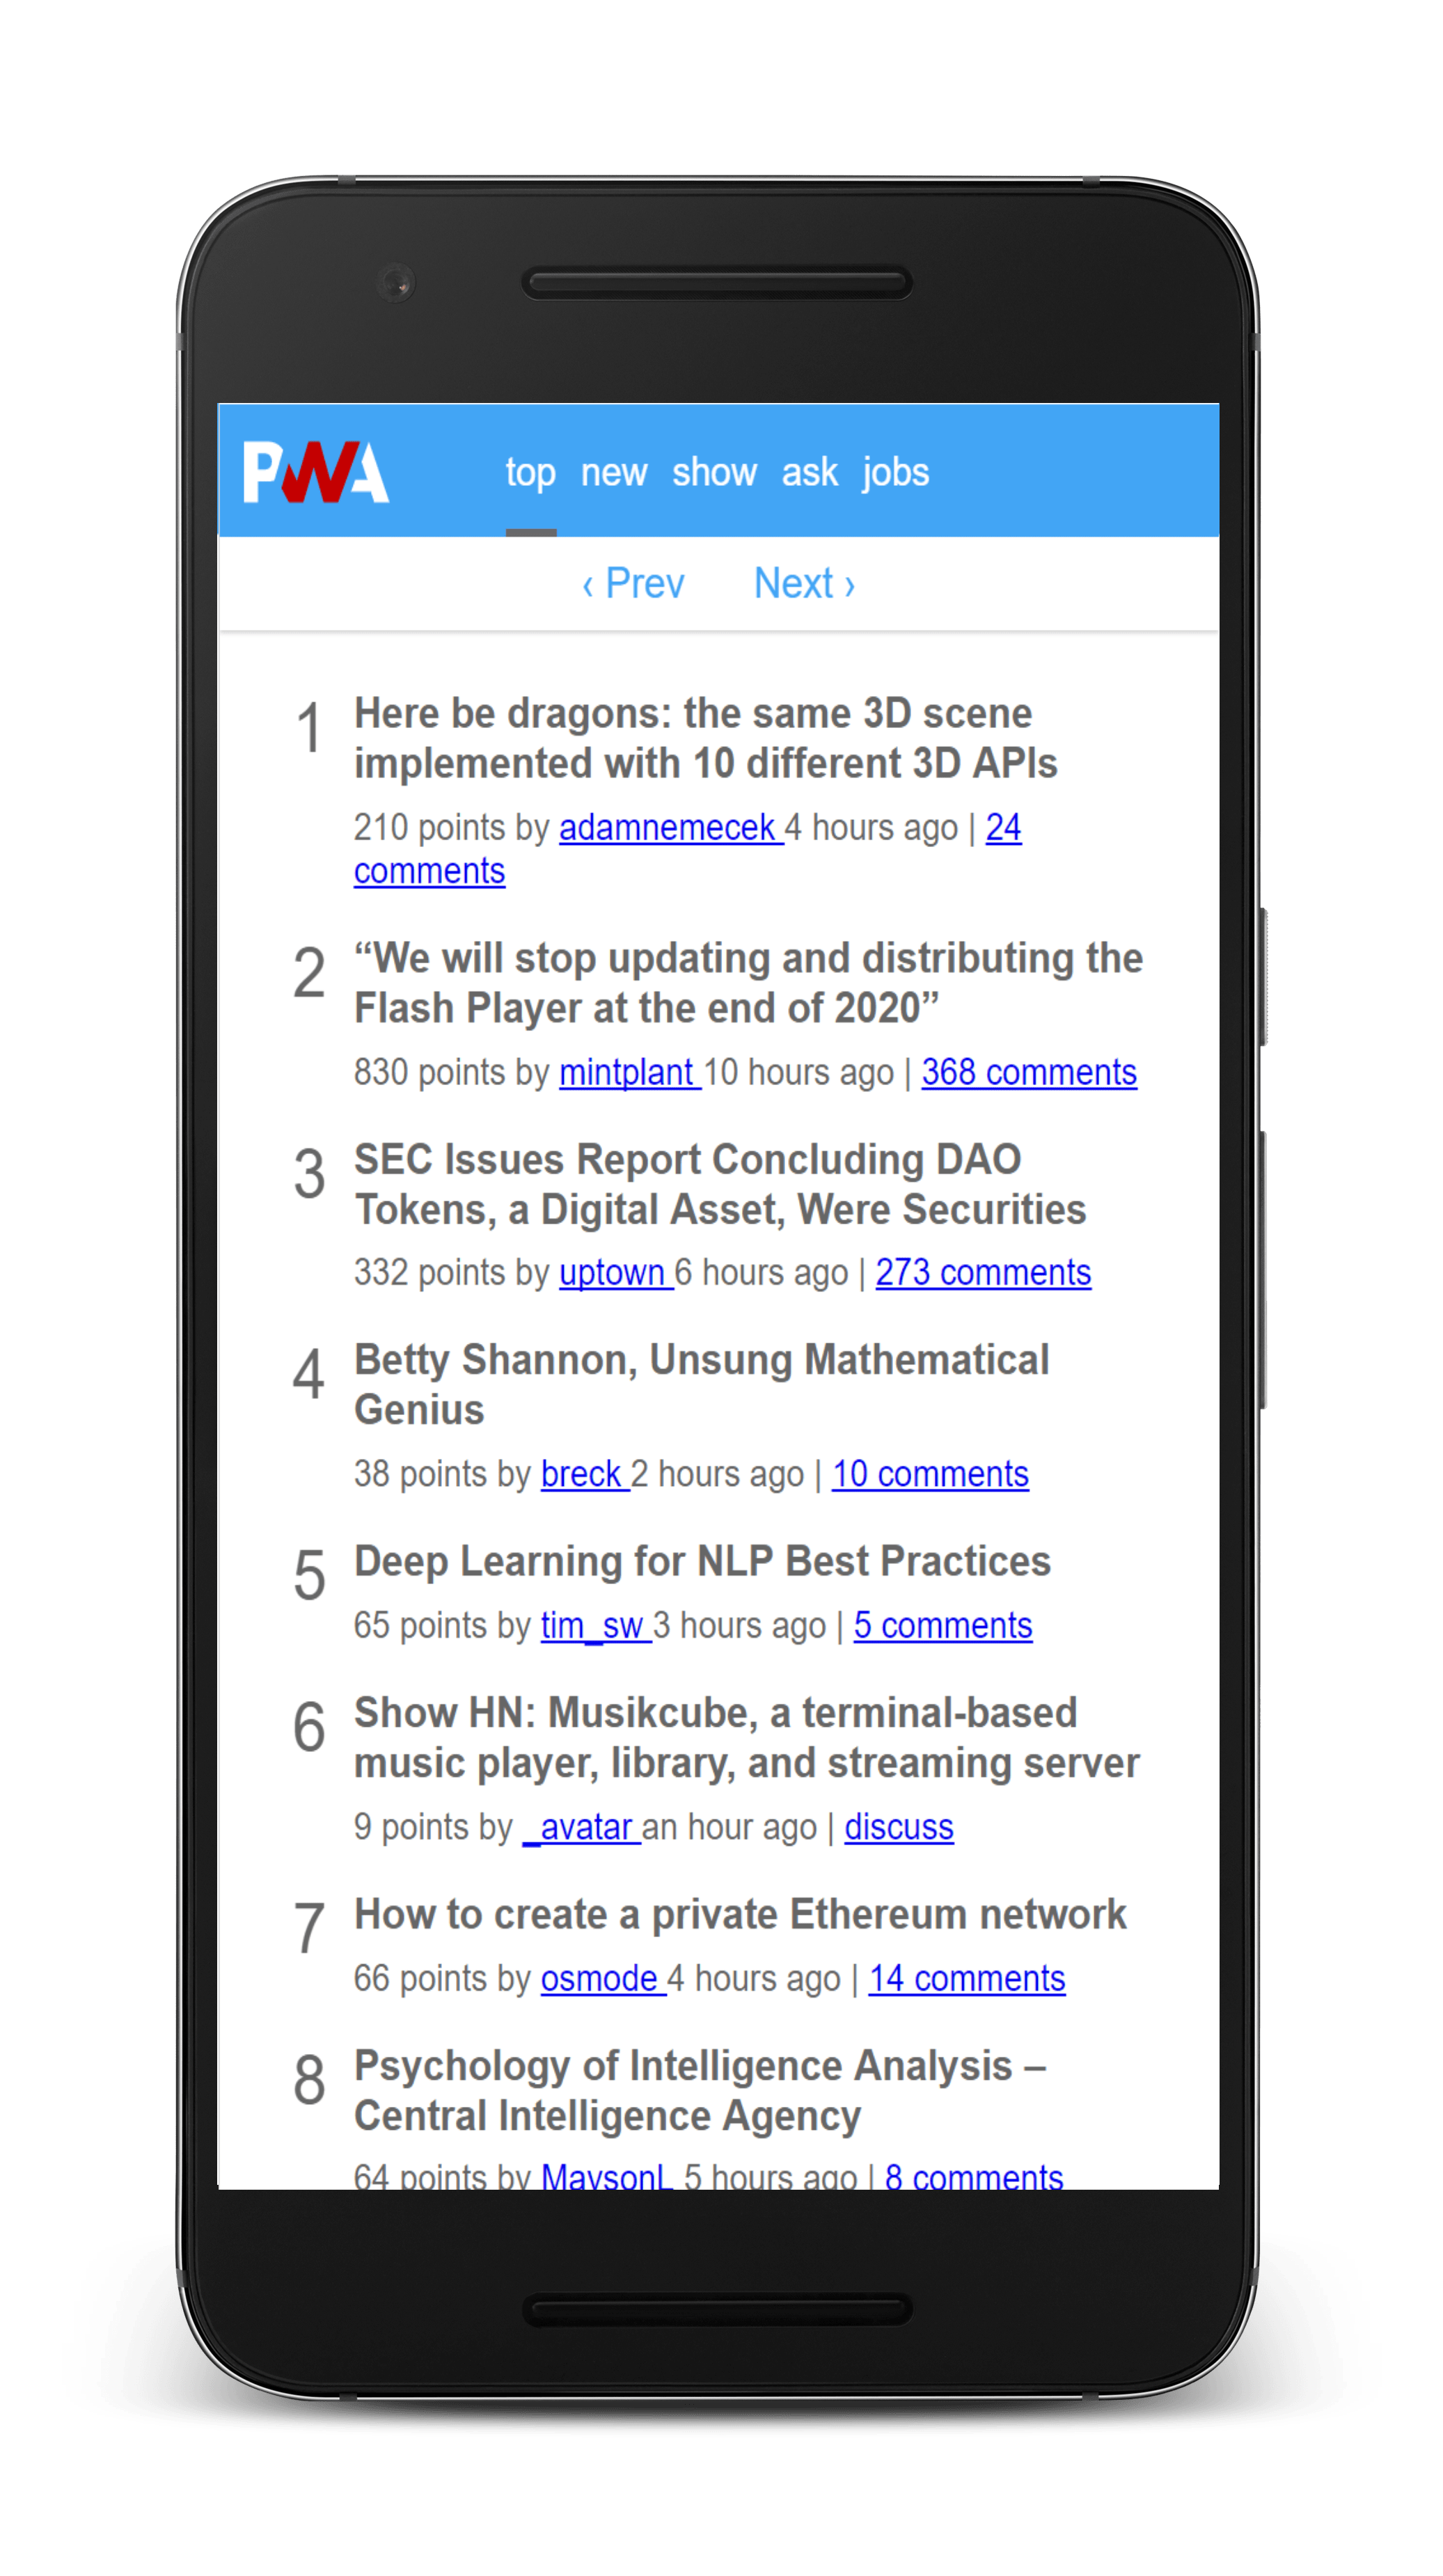 PWA
top new show ask jobs
‹ Prev Next ›
1 Here be dragons: the same 3D scene
implemented with 10 different 3D APIs
210 points by adamnemecek 4 hours ago | 24
comments
2 “We will stop updating and distributing the
Flash Player at the end of 2020”
830 points by mintplant 10 hours ago | 368 comments
3 SEC Issues Report Concluding DAO
Tokens, a Digital Asset, Were Securities
332 points by uptown 6 hours ago | 273 comments
4 Betty Shannon, Unsung Mathematical
Genius
38 points by breck 2 hours ago | 10 comments
5 Deep Learning for NLP Best Practices
65 points by tim_sw 3 hours ago | 5 comments
6 Show HN: Musikcube, a terminal-based
music player, library, and streaming server
9 points by _avatar an hour ago | discuss
7 How to create a private Ethereum network
66 points by osmode 4 hours ago | 14 comments
8 Psychology of Intelligence Analysis –
Central Intelligence Agency
64 points by MaysonL 5 hours ago | 8 comments